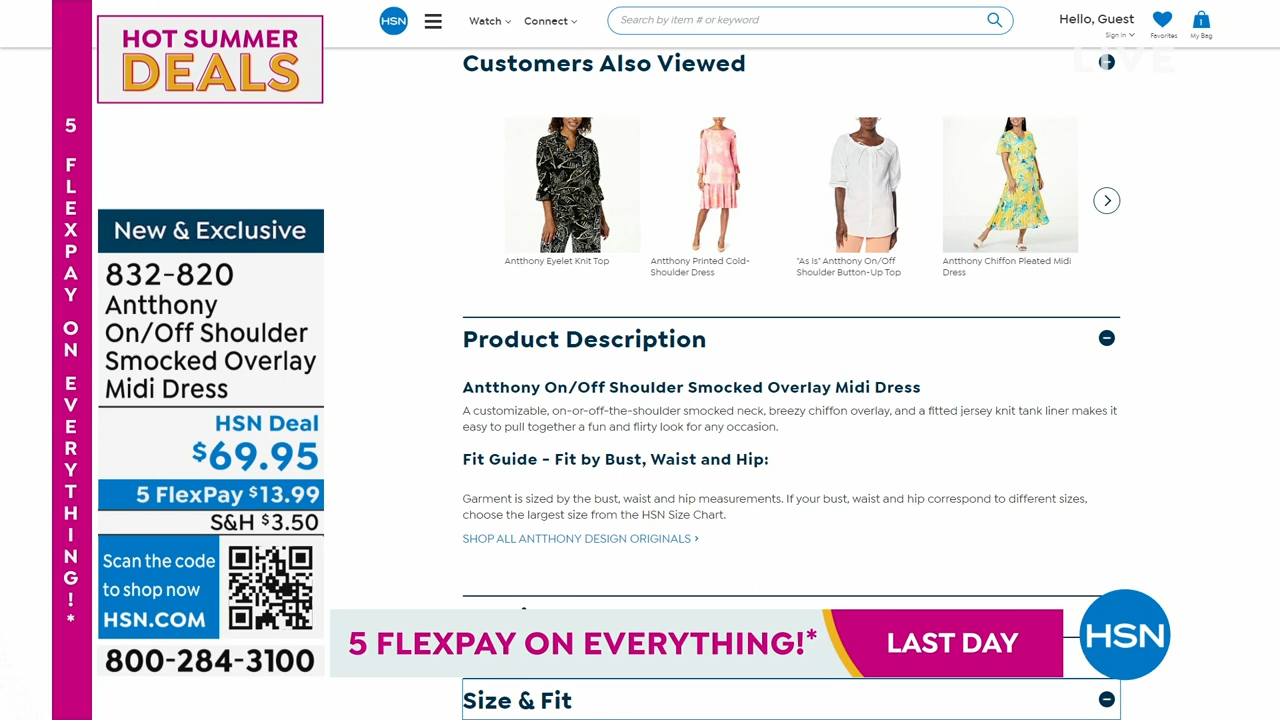 HOT SUMMER
DEALS
5 FLEXPAY ON EVERYTHING!*
New & Exclusive
832-820
Antthony
On/Off Shoulder
Smocked Overlay
Midi Dress
HSN Deal
$69.95
5 FlexPay $13.99
S&H $3.50
Scan the code
to shop now
HSN.COM
800-284-3100
HSN
Watch
Connect
Search by item # or keyword
Hello, Guest
Sign In
Favorites
1
My Bag
LIVE
Customers Also Viewed
Antthony Eyelet Knit Top
Antthony Printed Cold-
Shoulder Dress
"As Is" Antthony On/Off
Shoulder Button-Up Top
Antthony Chiffon Pleated Midi
Dress
Product Description
Antthony On/Off Shoulder Smocked Overlay Midi Dress
A customizable, on-or-off-the-shoulder smocked neck, breezy chiffon overlay, and a fitted jersey knit tank liner makes it
easy to pull together a fun and flirty look for any occasion.
Fit Guide - Fit by Bust, Waist and Hip:
Garment is sized by the bust, waist and hip measurements. If your bust, waist and hip correspond to different sizes,
choose the largest size from the HSN Size Chart.
SHOP ALL ANTTHONY DESIGN ORIGINALS >
5 FLEXPAY ON EVERYTHING!*
LAST DAY
HSN
Size & Fit